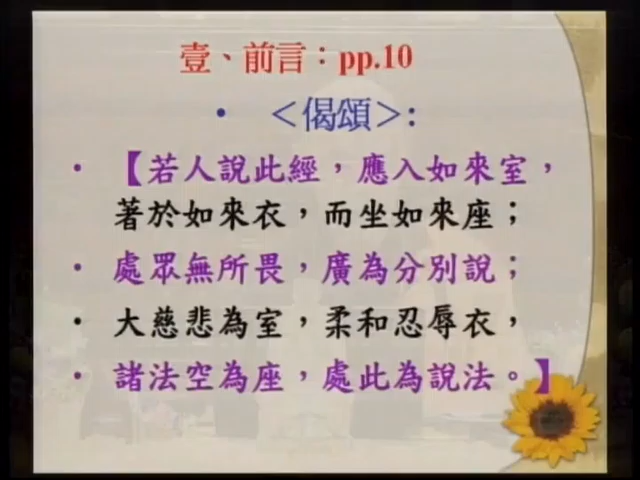 壹、前言：pp.10
• ＜偈頌＞:
• 【若人說此經，應入如來室，
著於如來衣，而坐如來座；
• 處眾無所畏，廣為分別說；
• 大慈悲為室，柔和忍辱衣，
• 諸法空為座，處此為說法。】